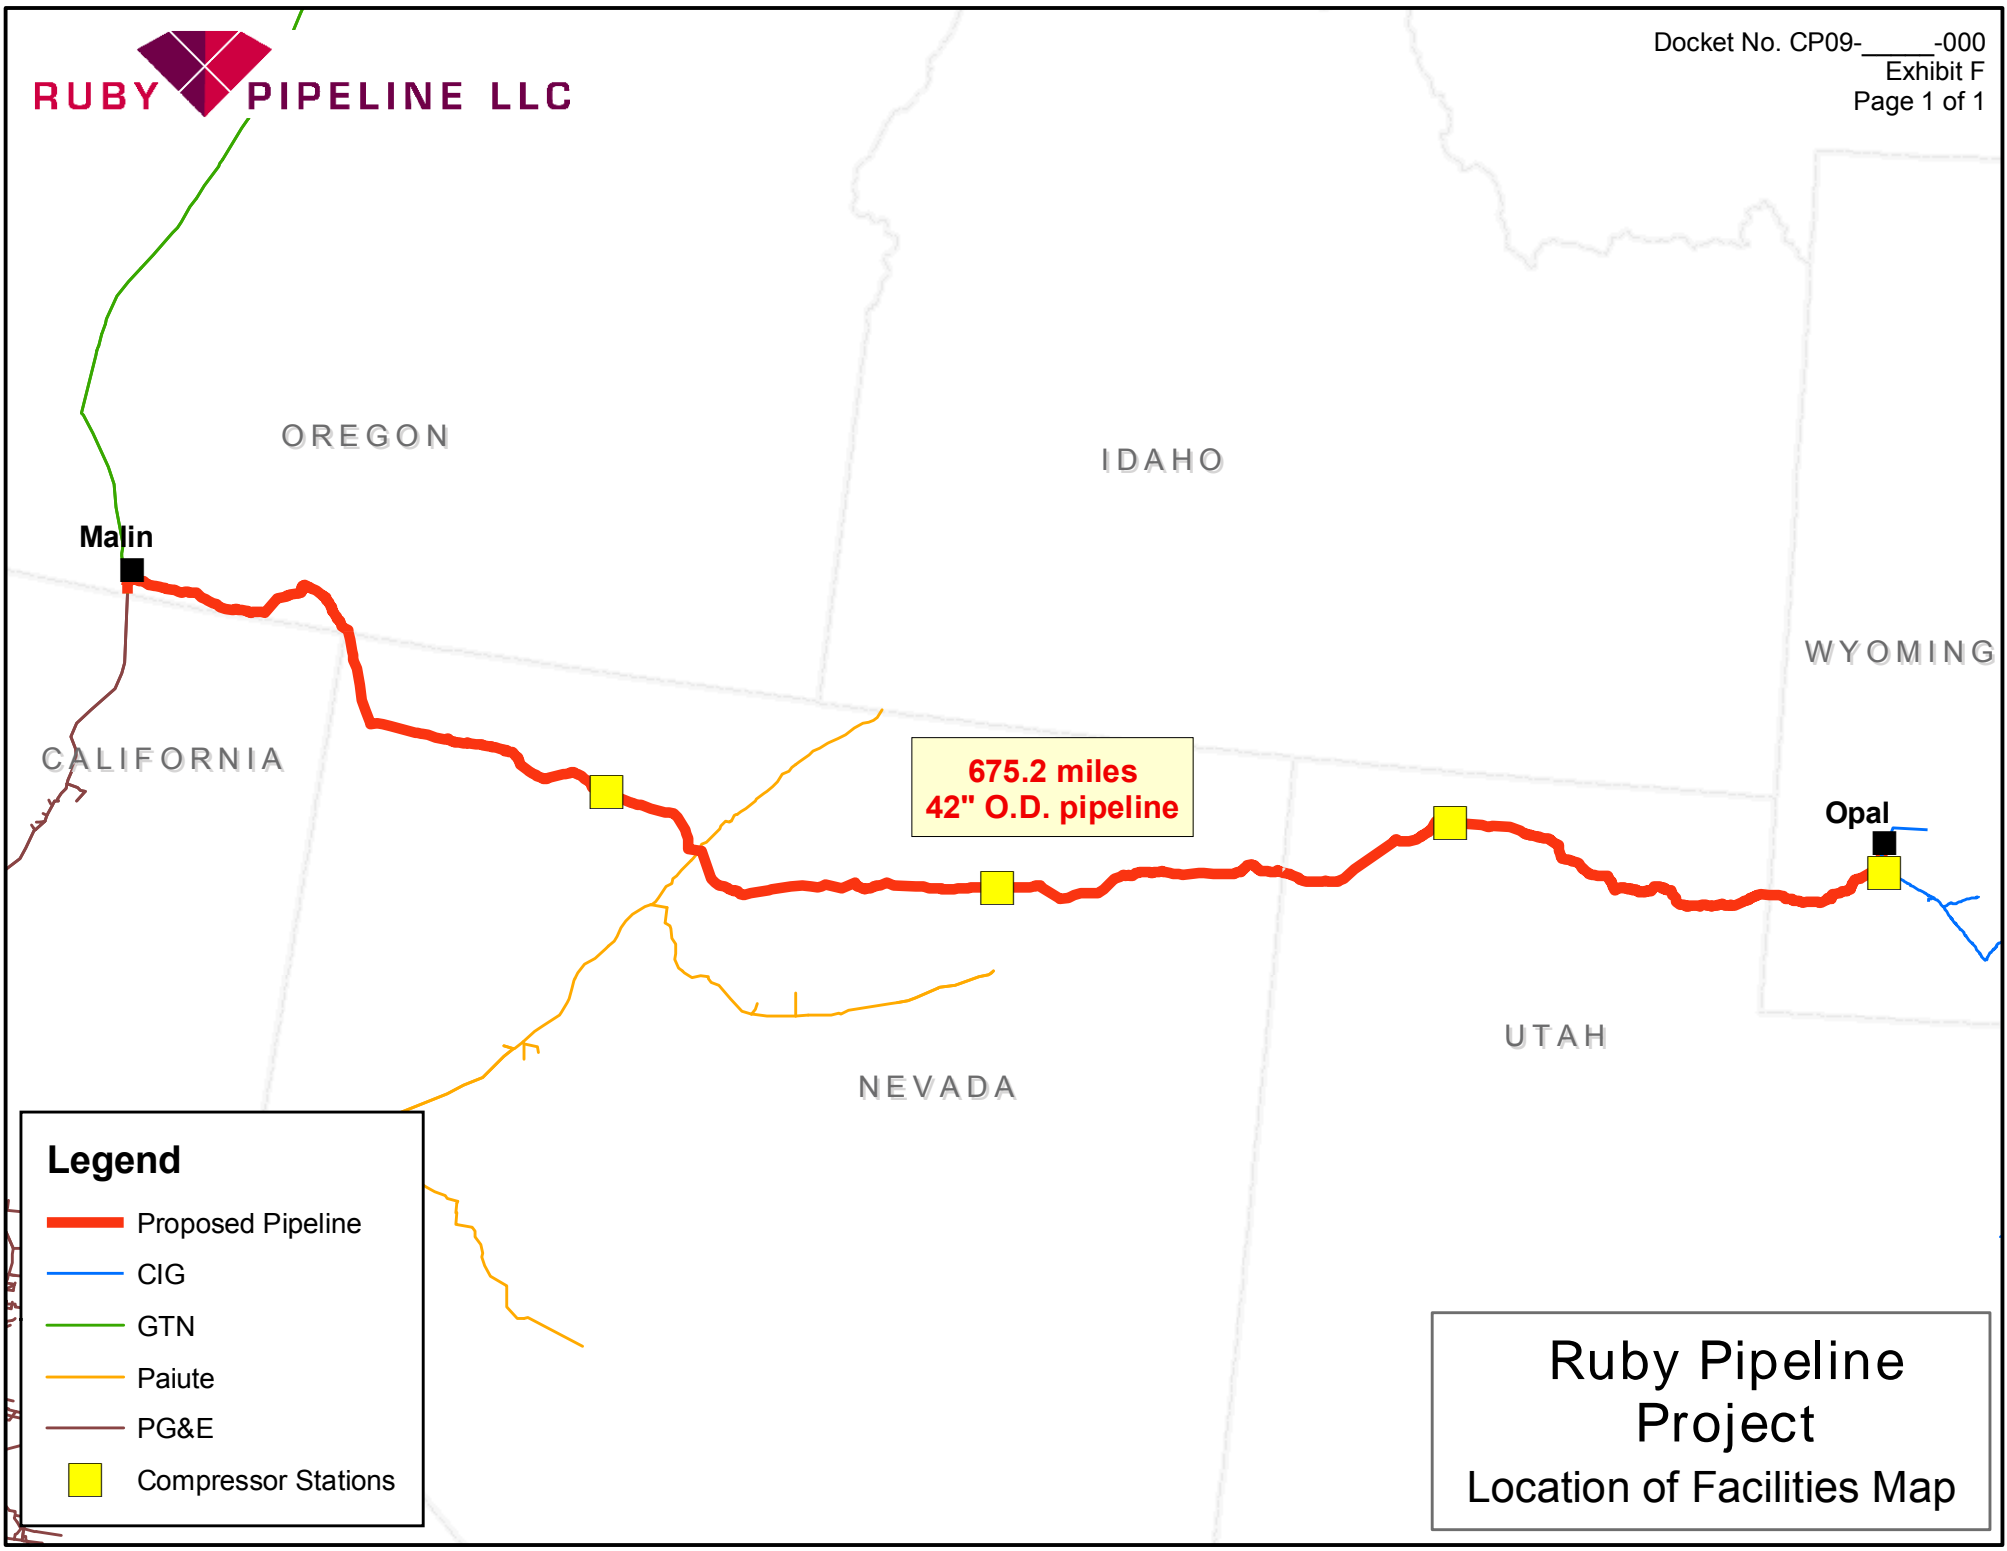 RUBY PIPELINE LLC
Docket No. CP09-_____-000
Exhibit F
Page 1 of 1
OREGON
IDAHO
Malin
WYOMING
CALIFORNIA
675.2 miles
42" O.D. pipeline
Opal
UTAH
NEVADA
Legend
Proposed Pipeline
CIG
GTN
Paiute
PG&E
Compressor Stations
Ruby Pipeline
Project
Location of Facilities Map